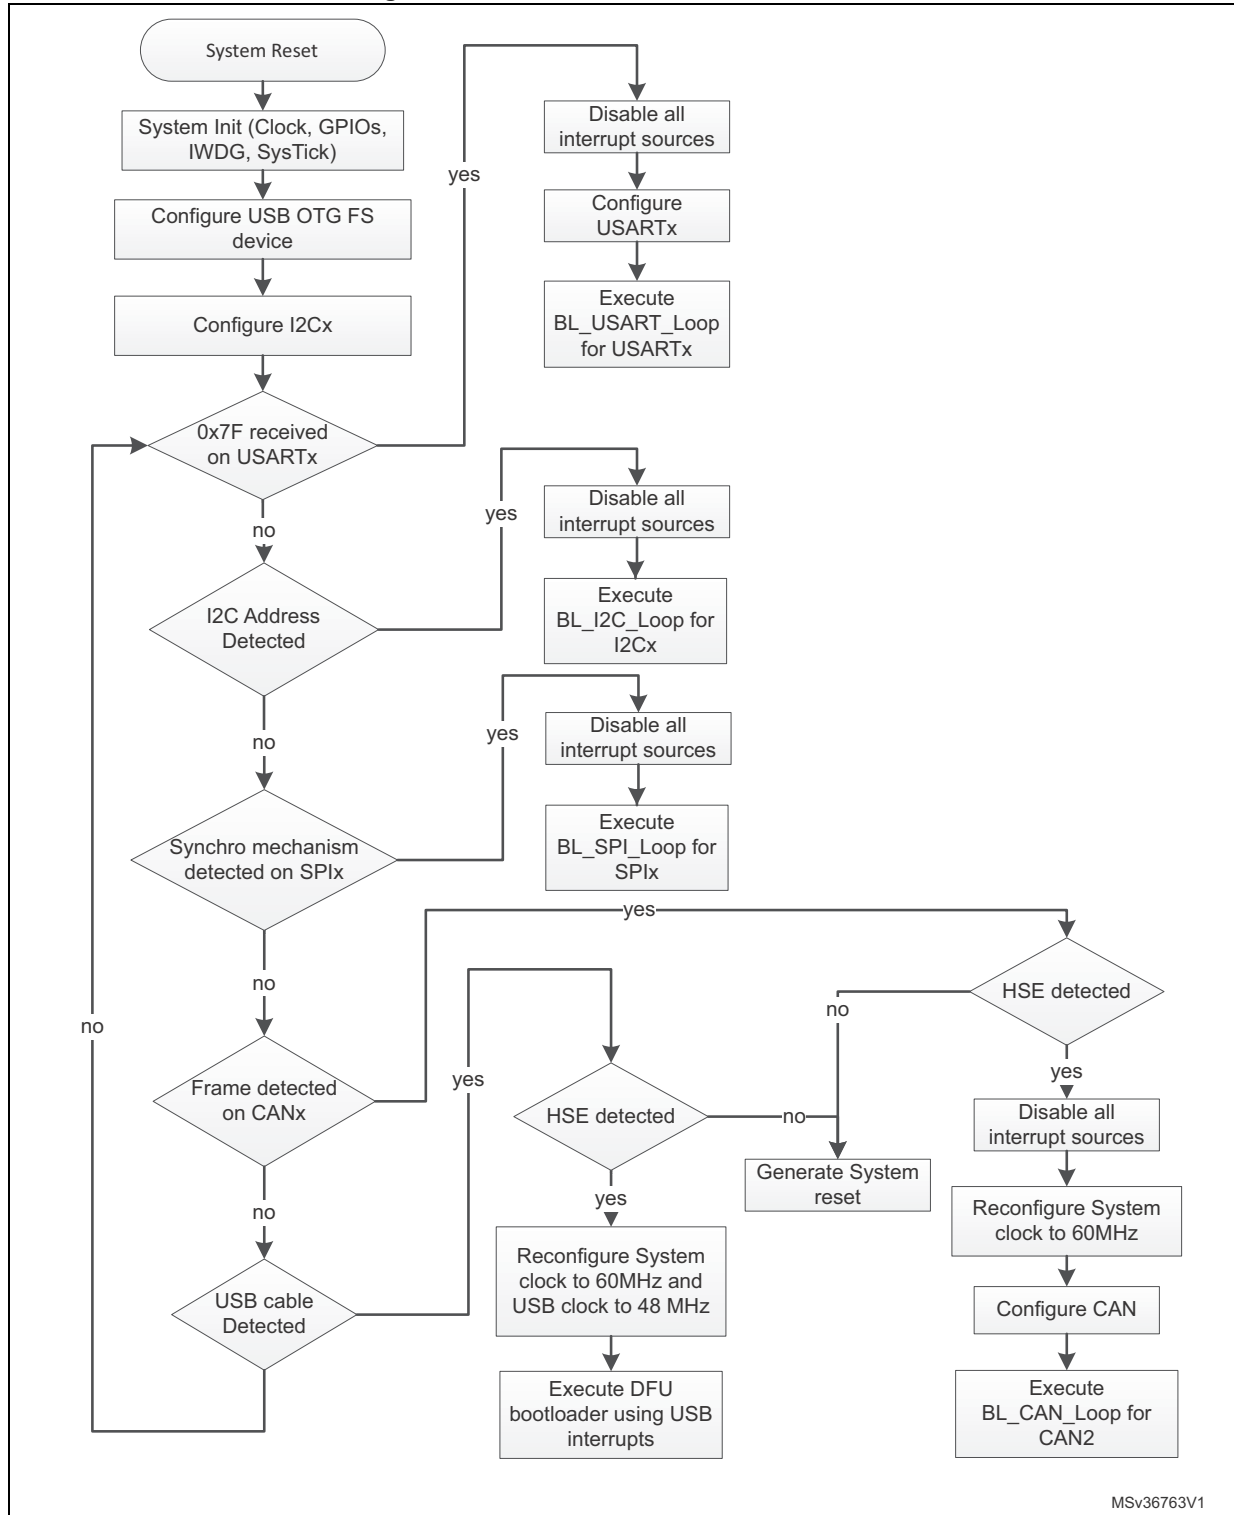 System Reset
System Init (Clock, GPIOs,
IWDG, SysTick)
Configure USB OTG FS
device
Configure I2Cx
0x7F received
on USARTx
yes
Disable all
interrupt sources
Configure
USARTx
Execute
BL_USART_Loop
for USARTx
no
I2C Address
Detected
yes
Disable all
interrupt sources
Execute
BL_I2C_Loop for
I2Cx
no
Synchro mechanism
detected on SPIx
yes
Disable all
interrupt sources
Execute
BL_SPI_Loop for
SPIx
no
Frame detected
on CANx
yes
HSE detected
no
yes
Disable all
interrupt sources
Reconfigure System
clock to 60MHz
Configure CAN
Execute
BL_CAN_Loop for
CAN2
no
USB cable
Detected
yes
HSE detected
no
Generate System
reset
yes
Reconfigure System
clock to 60MHz and
USB clock to 48 MHz
Execute DFU
bootloader using USB
interrupts
no
MSv36763V1